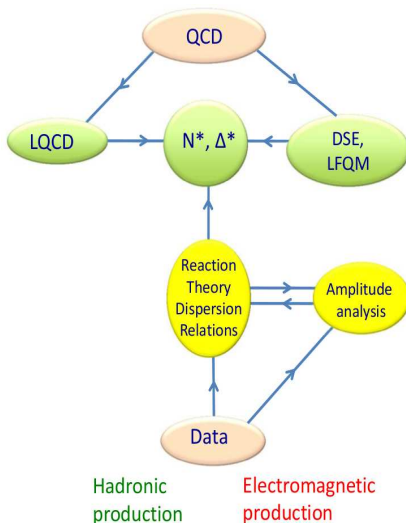 QCD
LQCD
N*, Δ*
DSE,
LFQM
Reaction
Theory
Dispersion
Relations
Amplitude
analysis
Data
Hadronic
production
Electromagnetic
production